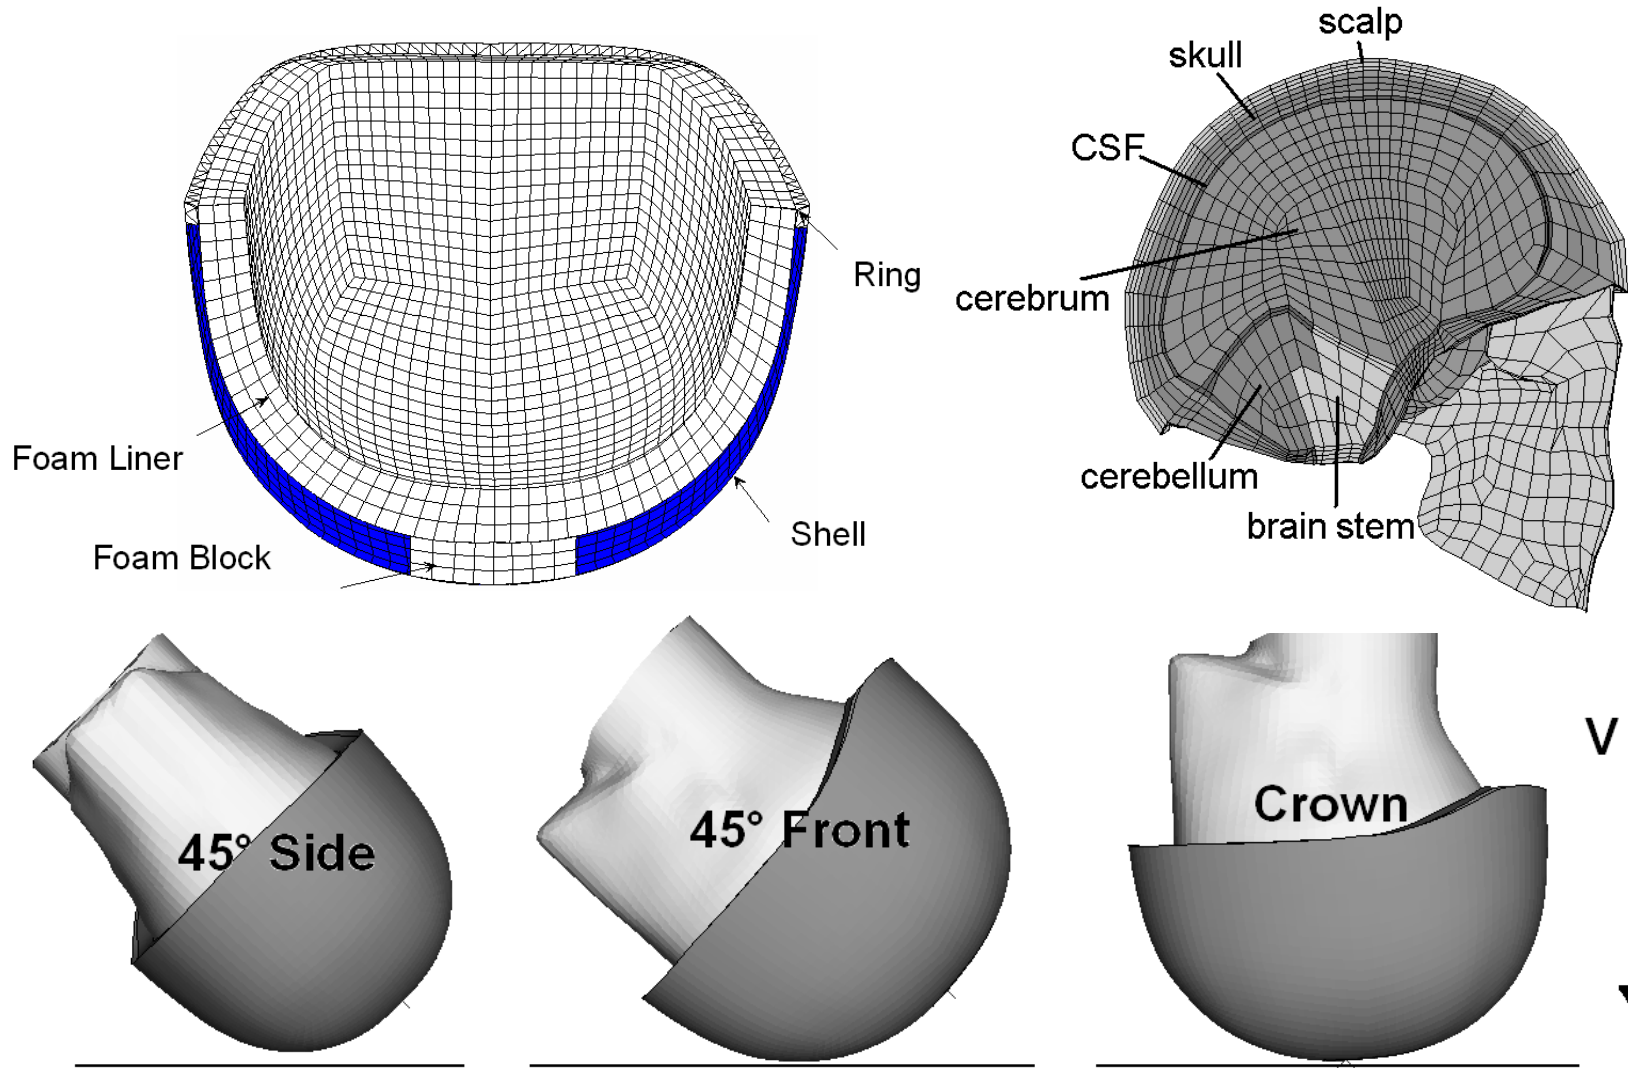 scalp
skull
CSF
Ring
cerebrum
Foam Liner
cerebellum
brain stem
Shell
Foam Block
V
45° Side
45° Front
Crown